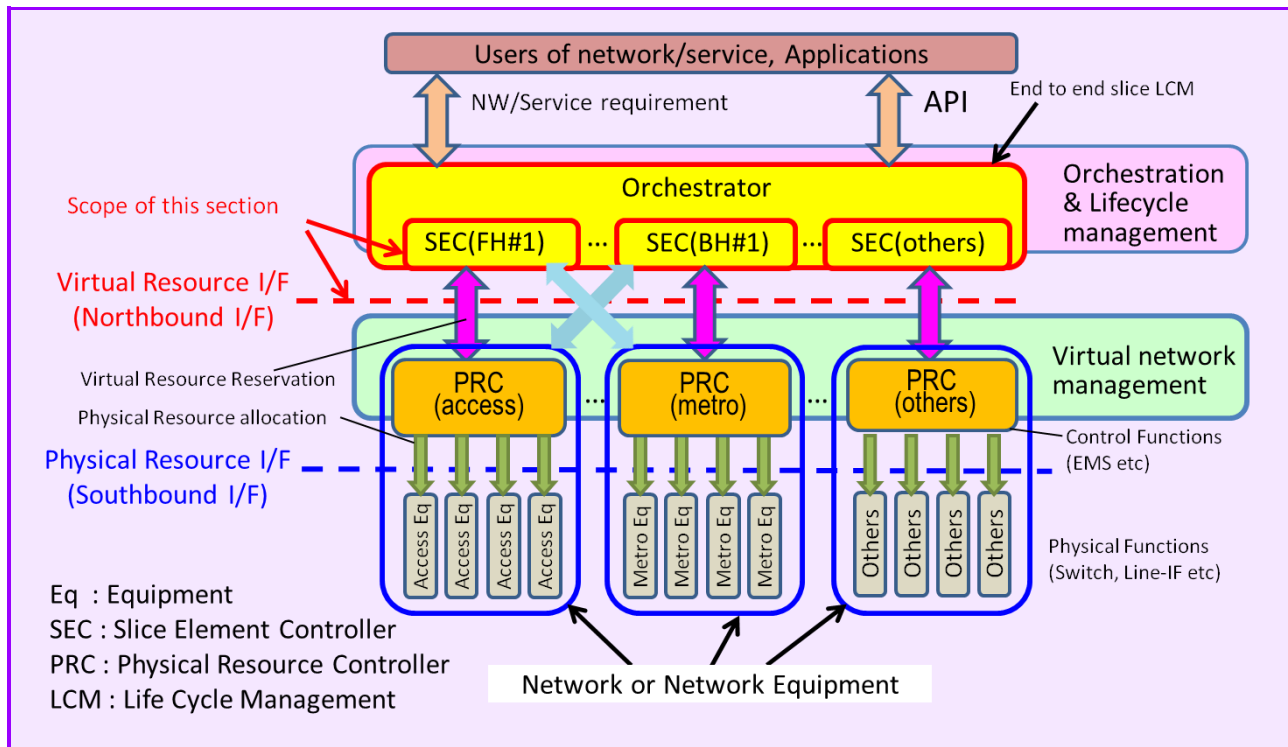 Users of network/service, Applications
NW/Service requirement
API
End to end slice LCM
Orchestrator
Orchestration
& Lifecycle
management
Scope of this section
SEC(FH#1)
...
SEC(BH#1)
...
SEC(others)
Virtual Resource I/F
(Northbound I/F)
Virtual network
management
Virtual Resource Reservation
PRC
(access)
...
PRC
(metro)
...
PRC
(others)
Physical Resource allocation
Control Functions
(EMS etc)
Physical Resource I/F
(Southbound I/F)
Access Eq
Access Eq
Access Eq
Access Eq
Metro Eq
Metro Eq
Metro Eq
Metro Eq
Others
Others
Others
Others
Physical Functions
(Switch, Line-IF etc)
Eq : Equipment
SEC : Slice Element Controller
PRC : Physical Resource Controller
LCM : Life Cycle Management
Network or Network Equipment